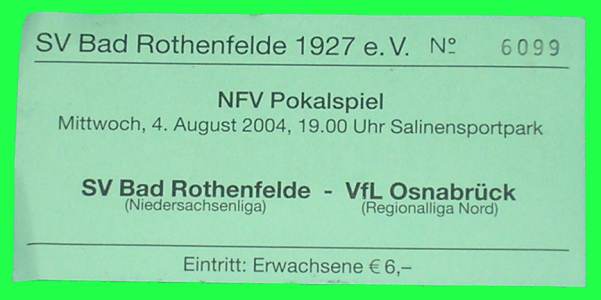 SV Bad Rothenfelde 1927 e.V. Nº 6099
NFV Pokalspiel
Mittwoch, 4. August 2004, 19.00 Uhr Salinensportpark
SV Bad Rothenfelde - VfL Osnabrück
(Niedersachsenliga) (Regionalliga Nord)
Eintritt: Erwachsene € 6,–